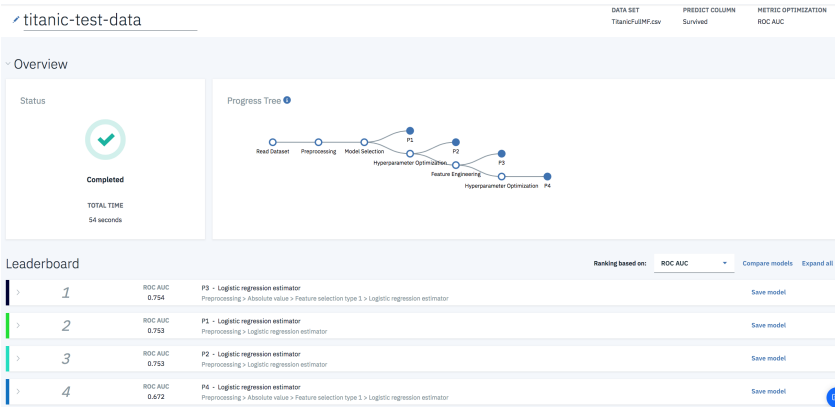 titanic-test-data
DATA SET PREDICT COLUMN METRIC OPTIMIZATION
TitanicFullMF.csv Survived ROC AUC
Overview
Status
Completed
TOTAL TIME
54 seconds
Progress Tree
Read Dataset
Preprocessing
Model Selection
P1
Hyperparameter Optimization
P2
Feature Engineering
P3
Hyperparameter Optimization
P4
Leaderboard
Ranking based on: ROC AUC Compare models Expand all
1 ROC AUC P3 - Logistic regression estimator Save model
0.754 Preprocessing > Absolute value > Feature selection type 1 > Logistic regression estimator
2 ROC AUC P1 - Logistic regression estimator Save model
0.753 Preprocessing > Logistic regression estimator
3 ROC AUC P2 - Logistic regression estimator Save model
0.753 Preprocessing > Logistic regression estimator
4 ROC AUC P4 - Logistic regression estimator Save model
0.672 Preprocessing > Absolute value > Feature selection type 1 > Logistic regression estimator